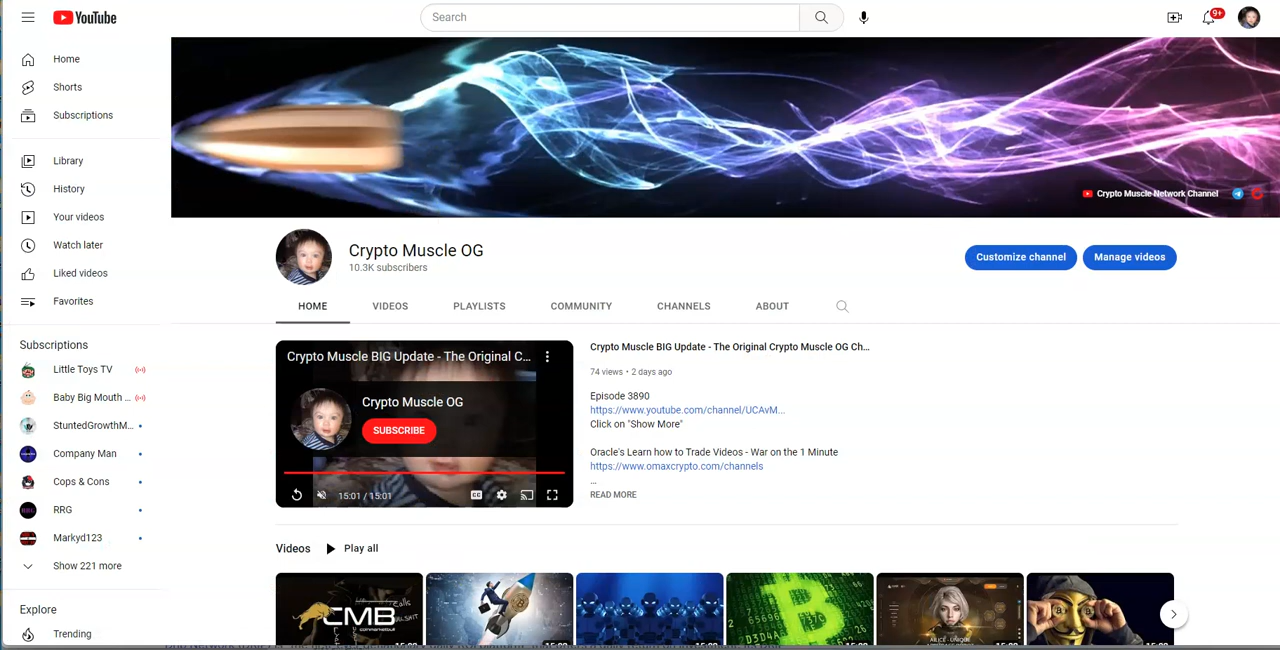 YouTube
Search
9+
Home
Shorts
Subscriptions
Library
History
Your videos
Watch later
Liked videos
Favorites
Subscriptions
Little Toys TV
Baby Big Mouth ...
StuntedGrowthM...
Company Man
Cops & Cons
RRG
Markyd123
Show 221 more
Explore
Trending
Crypto Muscle Network Channel
Crypto Muscle OG
10.3K subscribers
Customize channel
Manage videos
HOME VIDEOS PLAYLISTS COMMUNITY CHANNELS ABOUT
Crypto Muscle BIG Update - The Original C...
Crypto Muscle OG
SUBSCRIBE
15:01 / 15:01
CC
Crypto Muscle BIG Update - The Original Crypto Muscle OG Ch...
74 views • 2 days ago
Episode 3890
https://www.youtube.com/channel/UCAvM...
Click on "Show More"
Oracle's Learn how to Trade Videos - War on the 1 Minute
https://www.omaxcrypto.com/channels
...
READ MORE
Videos
Play all
CMB